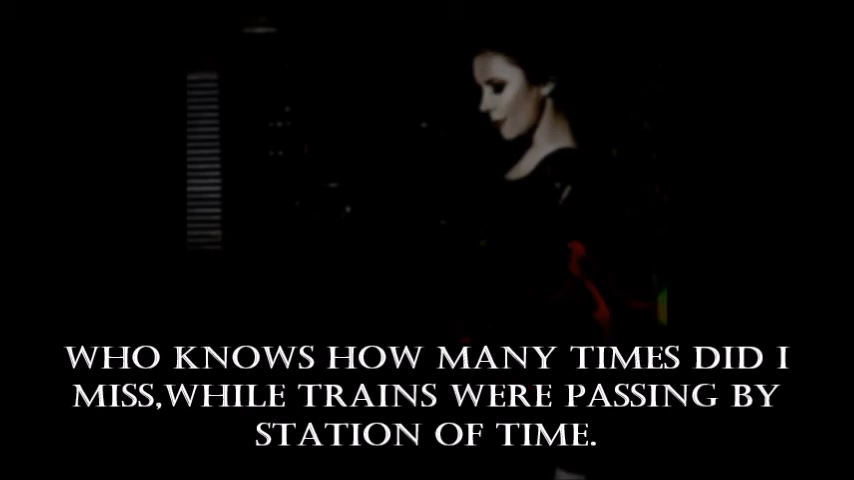 WHO KNOWS HOW MANY TIMES DID I
MISS,WHILE TRAINS WERE PASSING BY
STATION OF TIME.